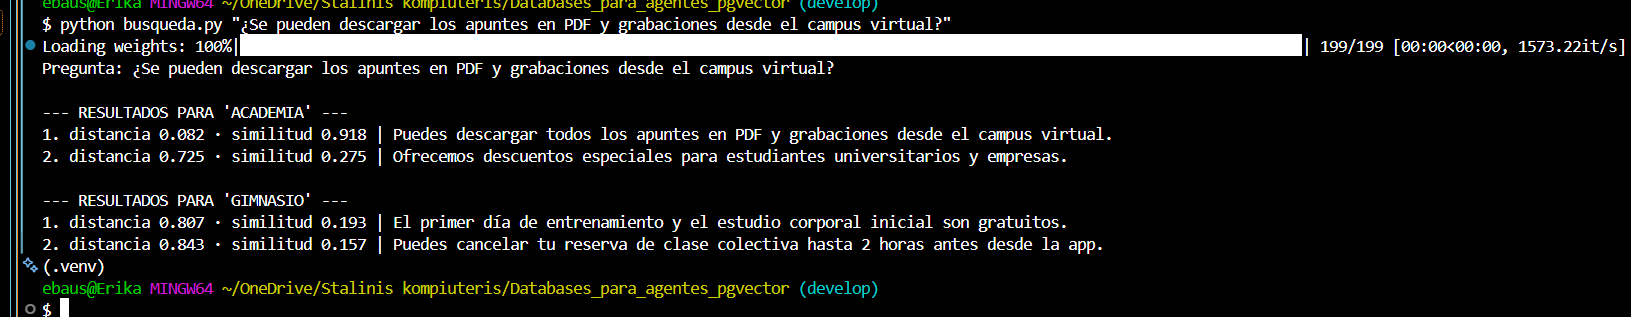 ebaus@Erika MINGW64 ~/OneDrive/Stalinis kompiuteris/Databases_para_agentes_pgvector (develop)
$ python busqueda.py "¿Se pueden descargar los apuntes en PDF y grabaciones desde el campus virtual?"
Loading weights: 100%|| 199/199 [00:00<00:00, 1573.22it/s]
Pregunta: ¿Se pueden descargar los apuntes en PDF y grabaciones desde el campus virtual?
--- RESULTADOS PARA 'ACADEMIA' ---
1. distancia 0.082 · similitud 0.918 | Puedes descargar todos los apuntes en PDF y grabaciones desde el campus virtual.
2. distancia 0.725 · similitud 0.275 | Ofrecemos descuentos especiales para estudiantes universitarios y empresas.
--- RESULTADOS PARA 'GIMNASIO' ---
1. distancia 0.807 · similitud 0.193 | El primer día de entrenamiento y el estudio corporal inicial son gratuitos.
2. distancia 0.843 · similitud 0.157 | Puedes cancelar tu reserva de clase colectiva hasta 2 horas antes desde la app.
(.venv)
ebaus@Erika MINGW64 ~/OneDrive/Stalinis kompiuteris/Databases_para_agentes_pgvector (develop)
$